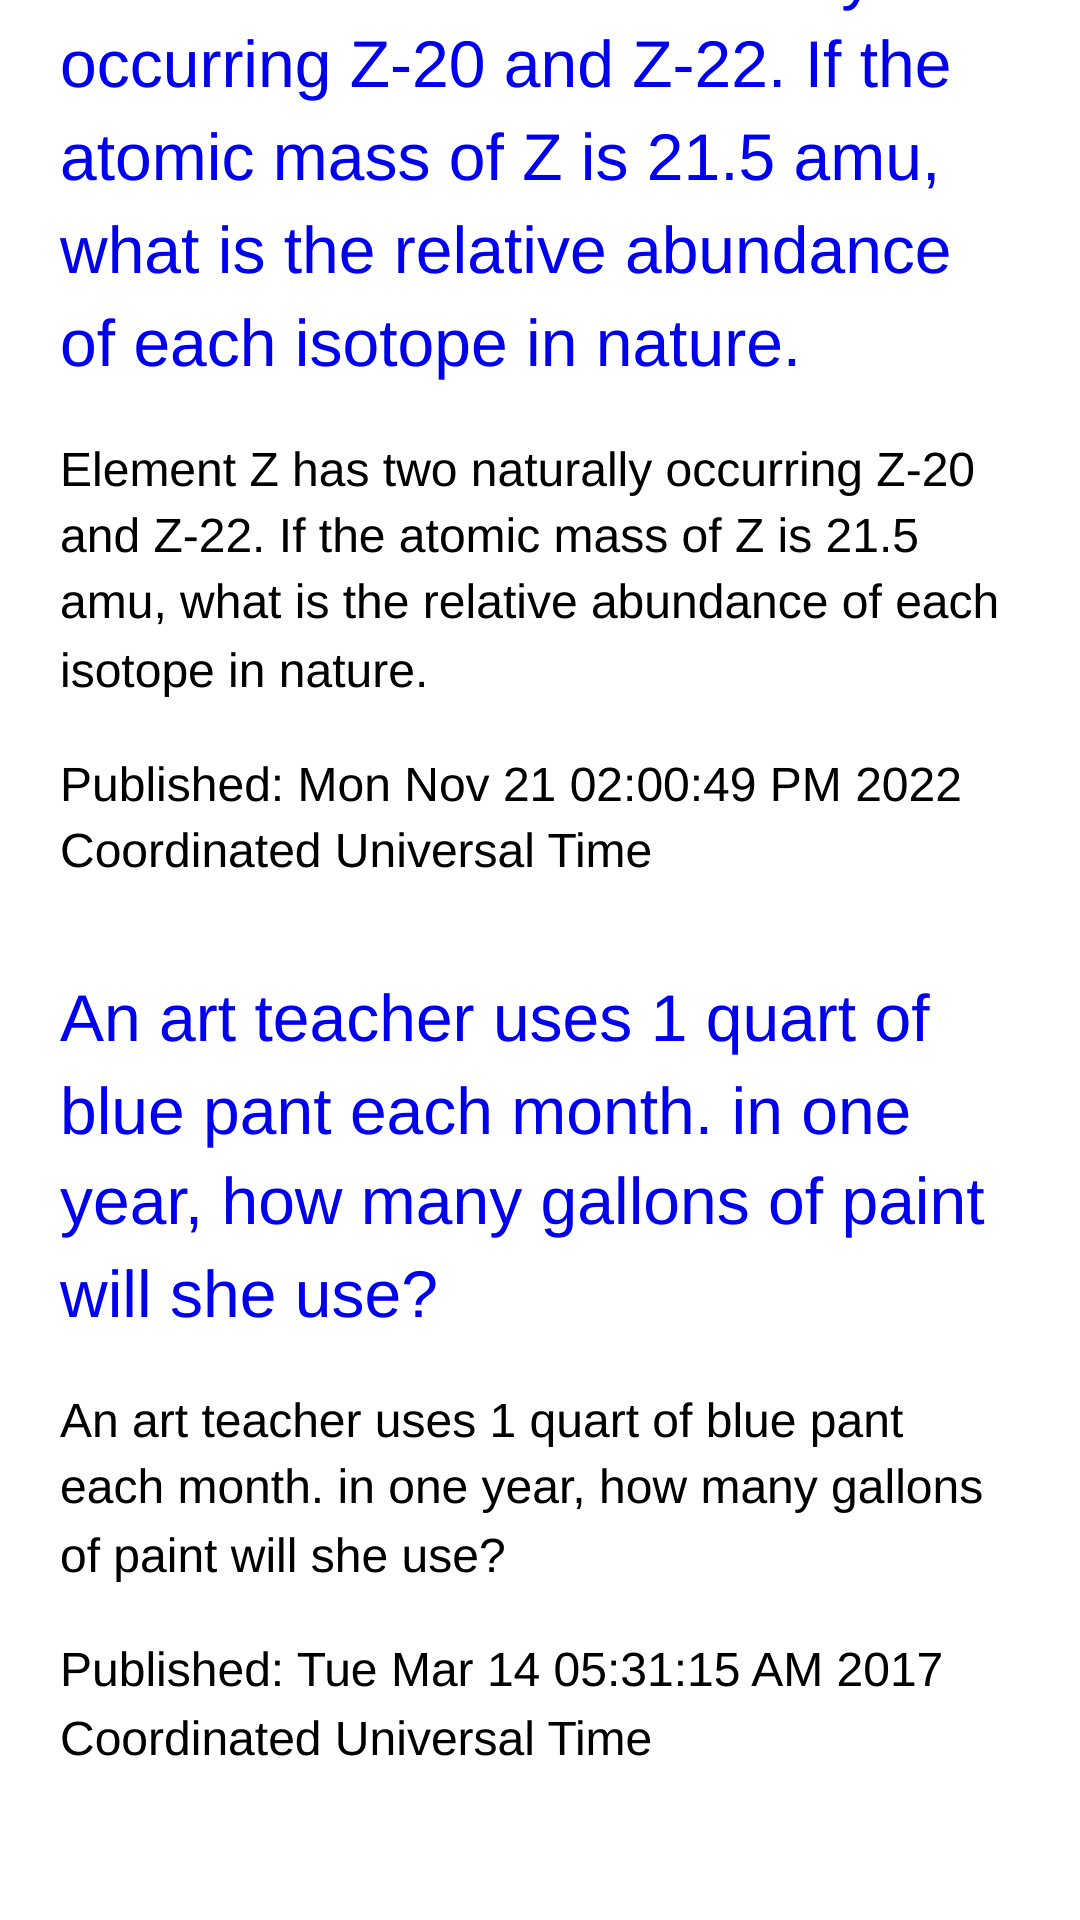 occurring Z-20 and Z-22. If the
atomic mass of Z is 21.5 amu,
what is the relative abundance
of each isotope in nature.
Element Z has two naturally occurring Z-20
and Z-22. If the atomic mass of Z is 21.5
amu, what is the relative abundance of each
isotope in nature.
Published: Mon Nov 21 02:00:49 PM 2022
Coordinated Universal Time
An art teacher uses 1 quart of
blue pant each month. in one
year, how many gallons of paint
will she use?
An art teacher uses 1 quart of blue pant
each month. in one year, how many gallons
of paint will she use?
Published: Tue Mar 14 05:31:15 AM 2017
Coordinated Universal Time